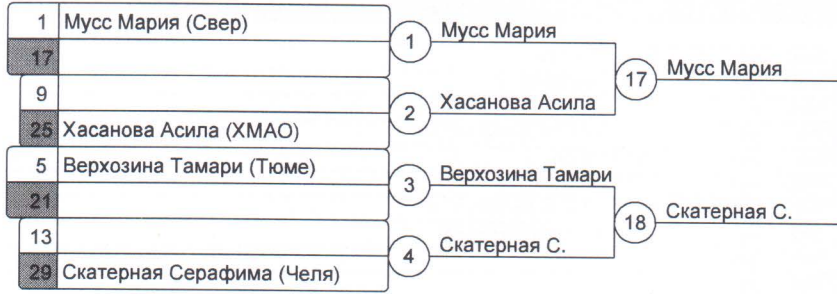 1 Мусс Мария (Свер)
17
1 Мусс Мария
9
25 Хасанова Асила (ХМАО)
2 Хасанова Асила
17 Мусс Мария
5 Верхозина Тамари (Тюме)
21
3 Верхозина Тамари
13
29 Скатерная Серафима (Челя)
4 Скатерная С.
18 Скатерная С.